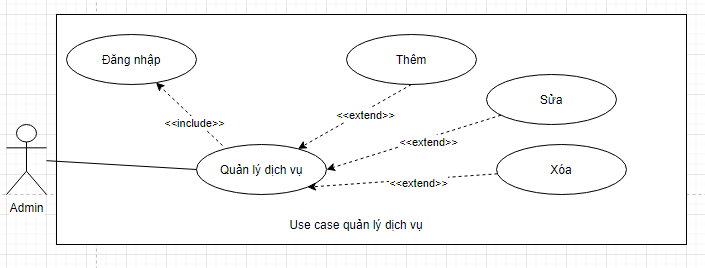 Đăng nhập
Thêm
Sửa
<<extend>>
<<include>>
<<extend>>
Quản lý dịch vụ
Xóa
<<extend>>
Admin
Use case quản lý dịch vụ